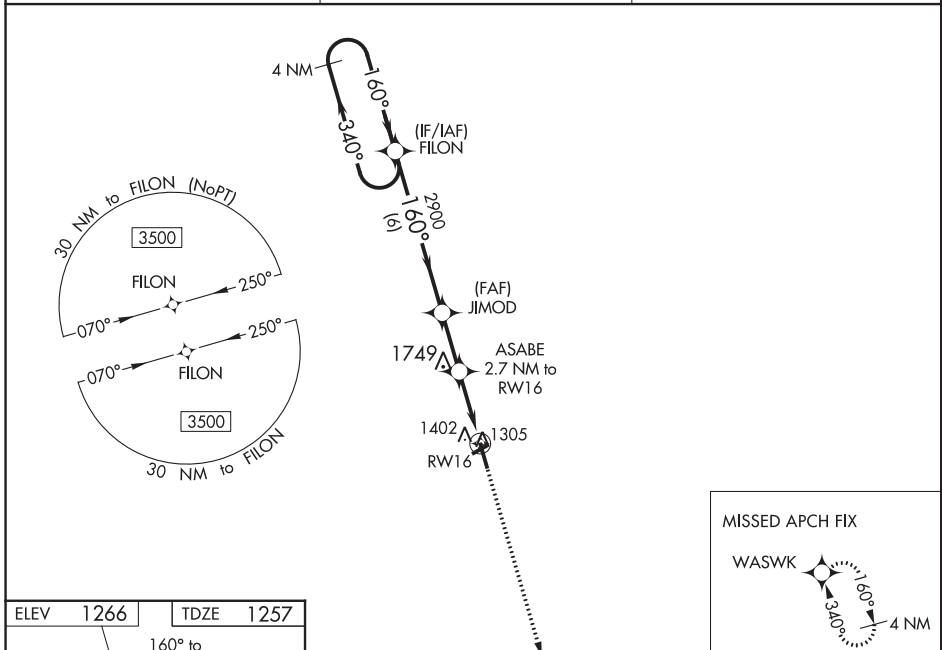 4 NM
160°
340°
(IF/IAF)
FILON
2900
160°
(6)
30 NM to FILON (NoPT)
3500
FILON
250°
070°
(FAF)
JIMOD
250°
070°
FILON
3500
30 NM to FILON
1749
ASABE
2.7 NM to
RW16
1402
1305
RW16
MISSED APCH FIX
WASWK
160°
340°
4 NM
ELEV 1266
TDZE 1257
160° to